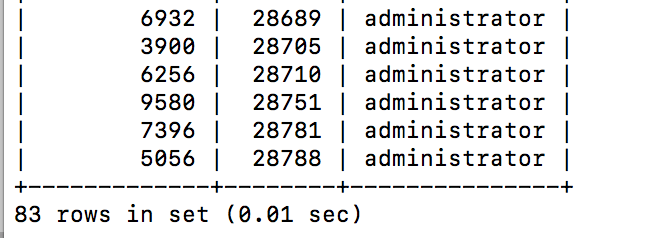 |         6932 |  28689 | administrator |
|         3900 |  28705 | administrator |
|         6256 |  28710 | administrator |
|         9580 |  28751 | administrator |
|         7396 |  28781 | administrator |
|         5056 |  28788 | administrator |
+--------------+--------+---------------+
83 rows in set (0.01 sec)